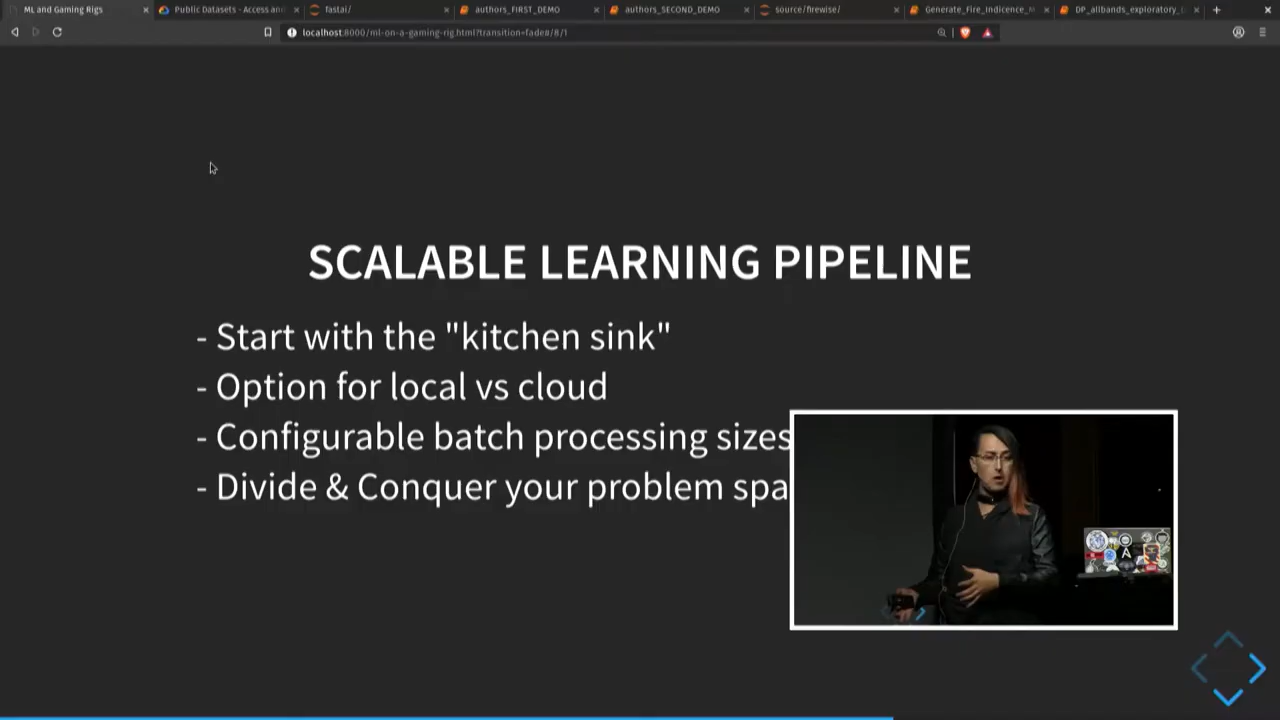 ML and Gaming Rigs
Public Datasets - Access and
fastai/
authors_FIRST_DEMO
authors_SECOND_DEMO
source/firewise/
Generate_Fire_Indicence_M
DP_allbands_exploratory_
localhost:8000/ml-on-a-gaming-rig.html?transition=fade#/8/1
SCALABLE LEARNING PIPELINE
- Start with the "kitchen sink"
- Option for local vs cloud
- Configurable batch processing sizes
- Divide & Conquer your problem spa
A